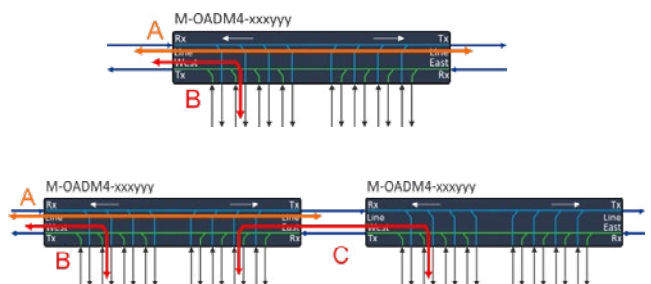 M-OADM4-xxxyyy
A
Rx Tx
Line Line
West East
Tx Rx
B
M-OADM4-xxxyyy M-OADM4-xxxyyy
A
Rx Tx Rx Tx
Line Line Line Line
West East West East
Tx Rx Tx Rx
B C